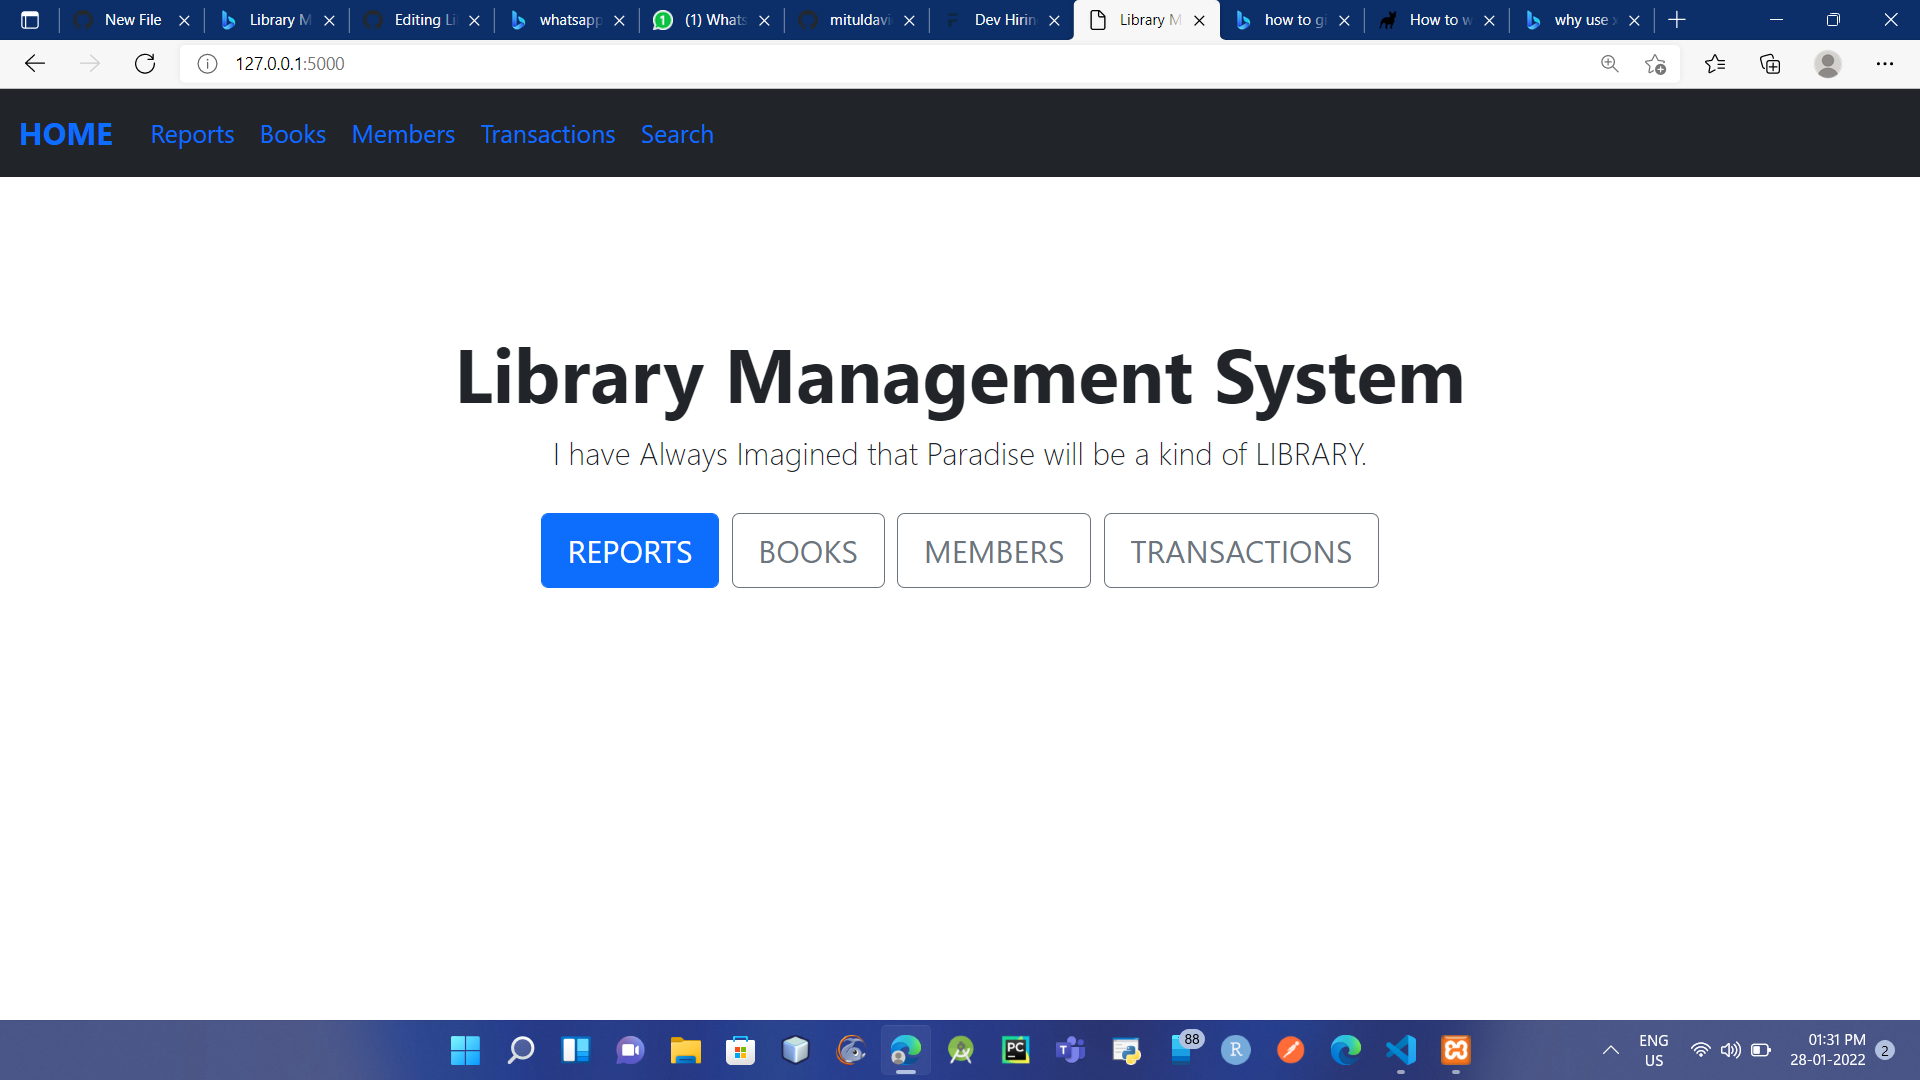 New File
Library M
Editing Li
whatsapp
(1) Whats
mituldavi
Dev Hirin
Library M
how to gi
How to w
why use x
127.0.0.1:5000
HOME Reports Books Members Transactions Search
Library Management System
I have Always Imagined that Paradise will be a kind of LIBRARY.
REPORTS BOOKS MEMBERS TRANSACTIONS
PC
T
88
R
ENG
US
01:31 PM
28-01-2022
2